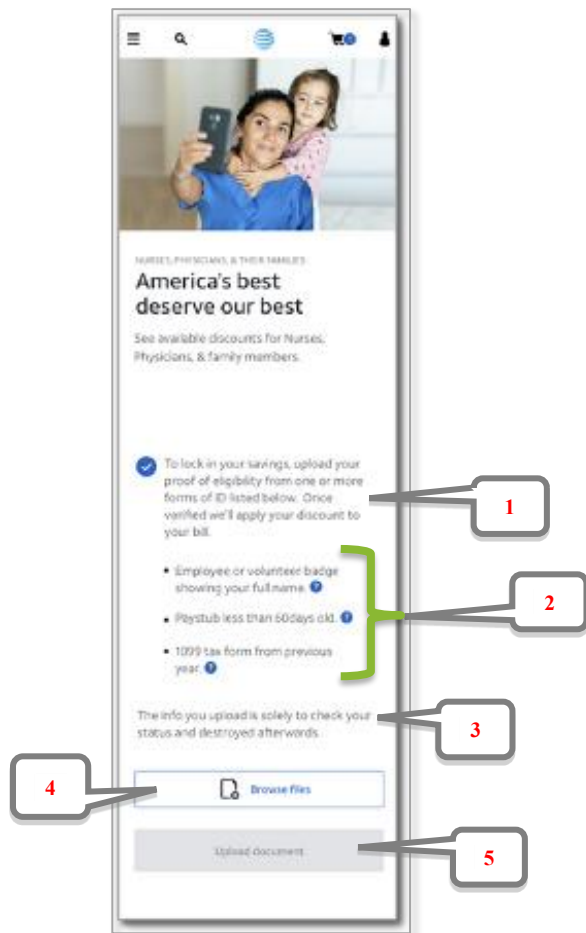 NURSES, PHYSICIANS, & THEIR FAMILIES
America's best
deserve our best
See available discounts for Nurses,
Physicians, & family members.
To lock in your savings, upload your
proof of eligibility from one or more
forms of ID listed below. Once
verified we'll apply your discount to
your bill.
1
• Employee or volunteer badge
showing your full name. ?
• Paystub less than 60days old. ?
• 1099 tax form from previous
year. ?
2
The info you upload is solely to check your
status and destroyed afterwards.
3
4
Browse files
Upload document
5